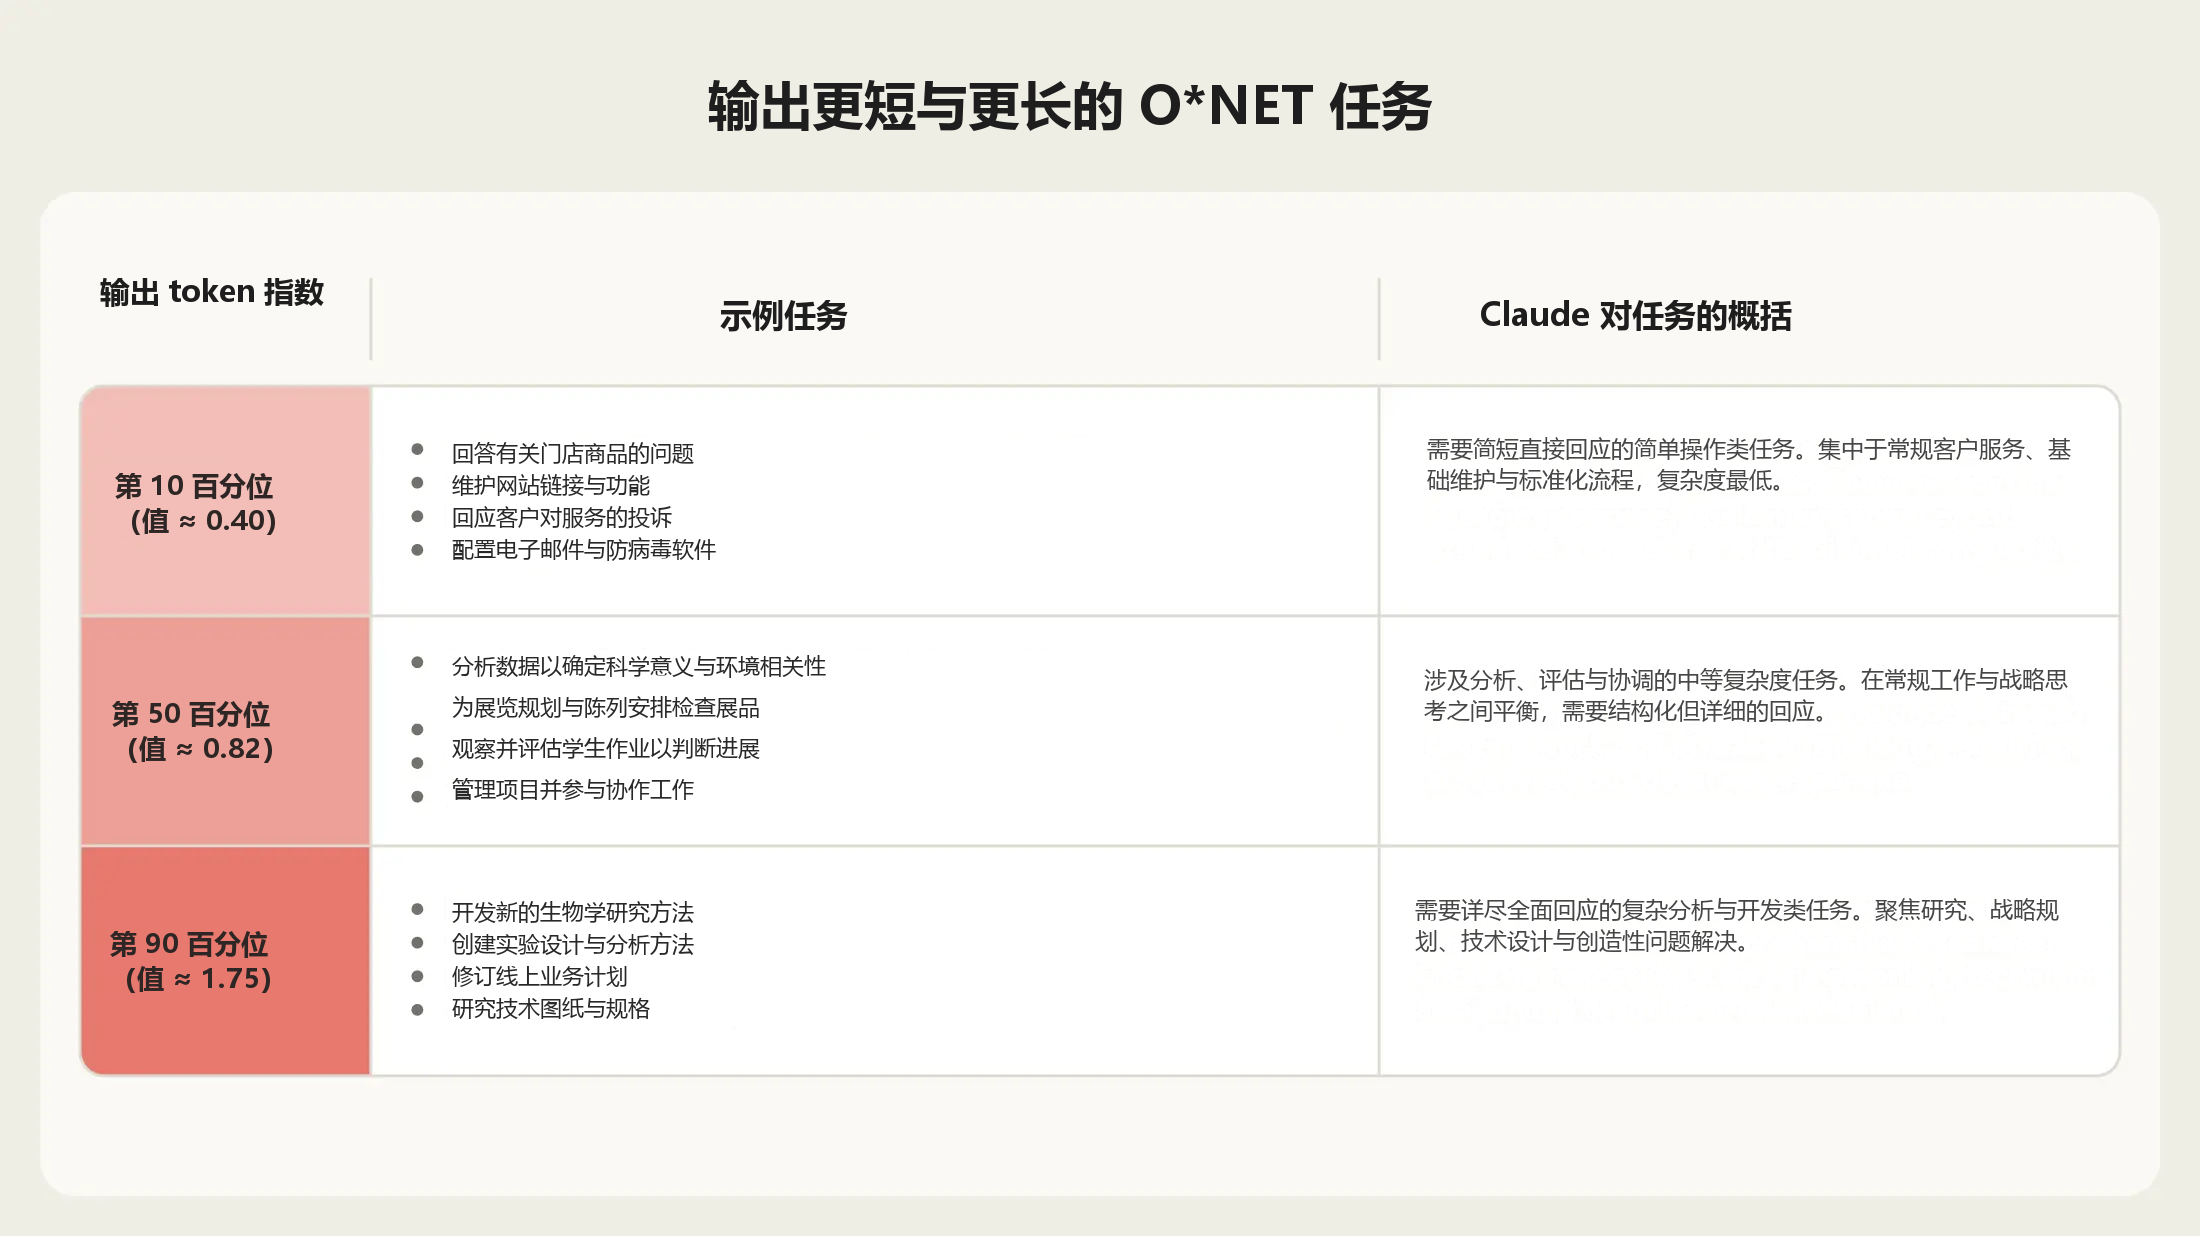 输出更短与更长的 O*NET 任务
输出 token 指数
示例任务
Claude 对任务的概括
第 10 百分位
(值 ≈ 0.40)
回答有关门店商品的问题
维护网站链接与功能
回应客户对服务的投诉
配置电子邮件与防病毒软件
需要简短直接回应的简单操作类任务。集中于常规客户服务、基
础维护与标准化流程，复杂度最低。
第 50 百分位
(值 ≈ 0.82)
分析数据以确定科学意义与环境相关性
为展览规划与陈列安排检查展品
观察并评估学生作业以判断进展
管理项目并参与协作工作
涉及分析、评估与协调的中等复杂度任务。在常规工作与战略思
考之间平衡，需要结构化但详细的回应。
第 90 百分位
(值 ≈ 1.75)
开发新的生物学研究方法
创建实验设计与分析方法
修订线上业务计划
研究技术图纸与规格
需要详尽全面回应的复杂分析与开发类任务。聚焦研究、战略规
划、技术设计与创造性问题解决。